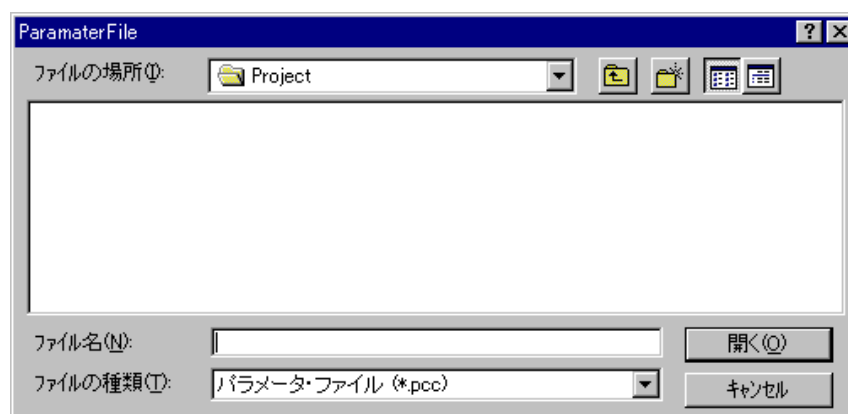 ParamaterFile
ファイルの場所(I):
Project
ファイル名(N):
開く(O)
ファイルの種類(T):
パラメータ・ファイル (*.pcc)
キャンセル